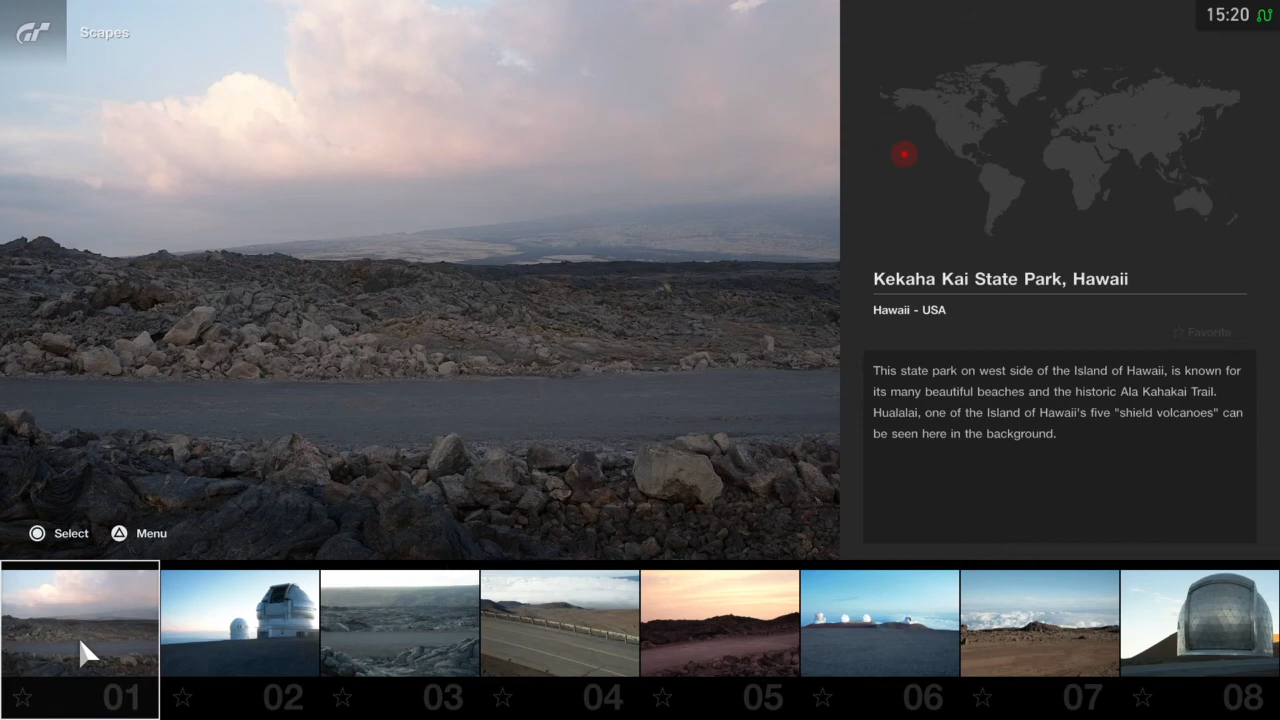 Scapes
15:20
Kekaha Kai State Park, Hawaii
Hawaii - USA
Favorite
This state park on west side of the Island of Hawaii, is known for
its many beautiful beaches and the historic Ala Kahakai Trail.
Hualalai, one of the Island of Hawaii's five "shield volcanoes" can
be seen here in the background.
Select Menu
01 02 03 04 05 06 07 08